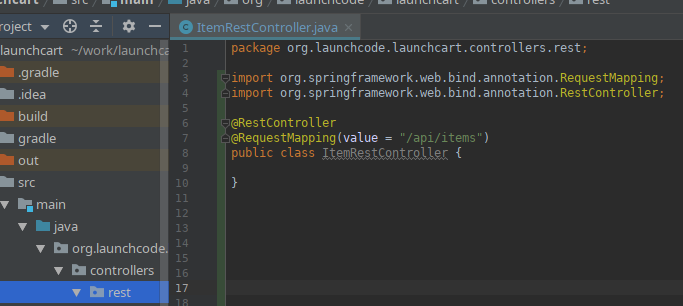 src
main
java
org
launchcode
launchcart
controllers
rest
roject
ItemRestController.java
launchcart ~/work/launchca
.gradle
.idea
build
gradle
out
src
main
java
org.launchcode.
controllers
rest
1 package org.launchcode.launchcart.controllers.rest;
2
3 import org.springframework.web.bind.annotation.RequestMapping;
4 import org.springframework.web.bind.annotation.RestController;
5
6 @RestController
7 @RequestMapping(value = "/api/items")
8 public class ItemRestController {
9
10 }
11
12
13
14
15
16
17
18